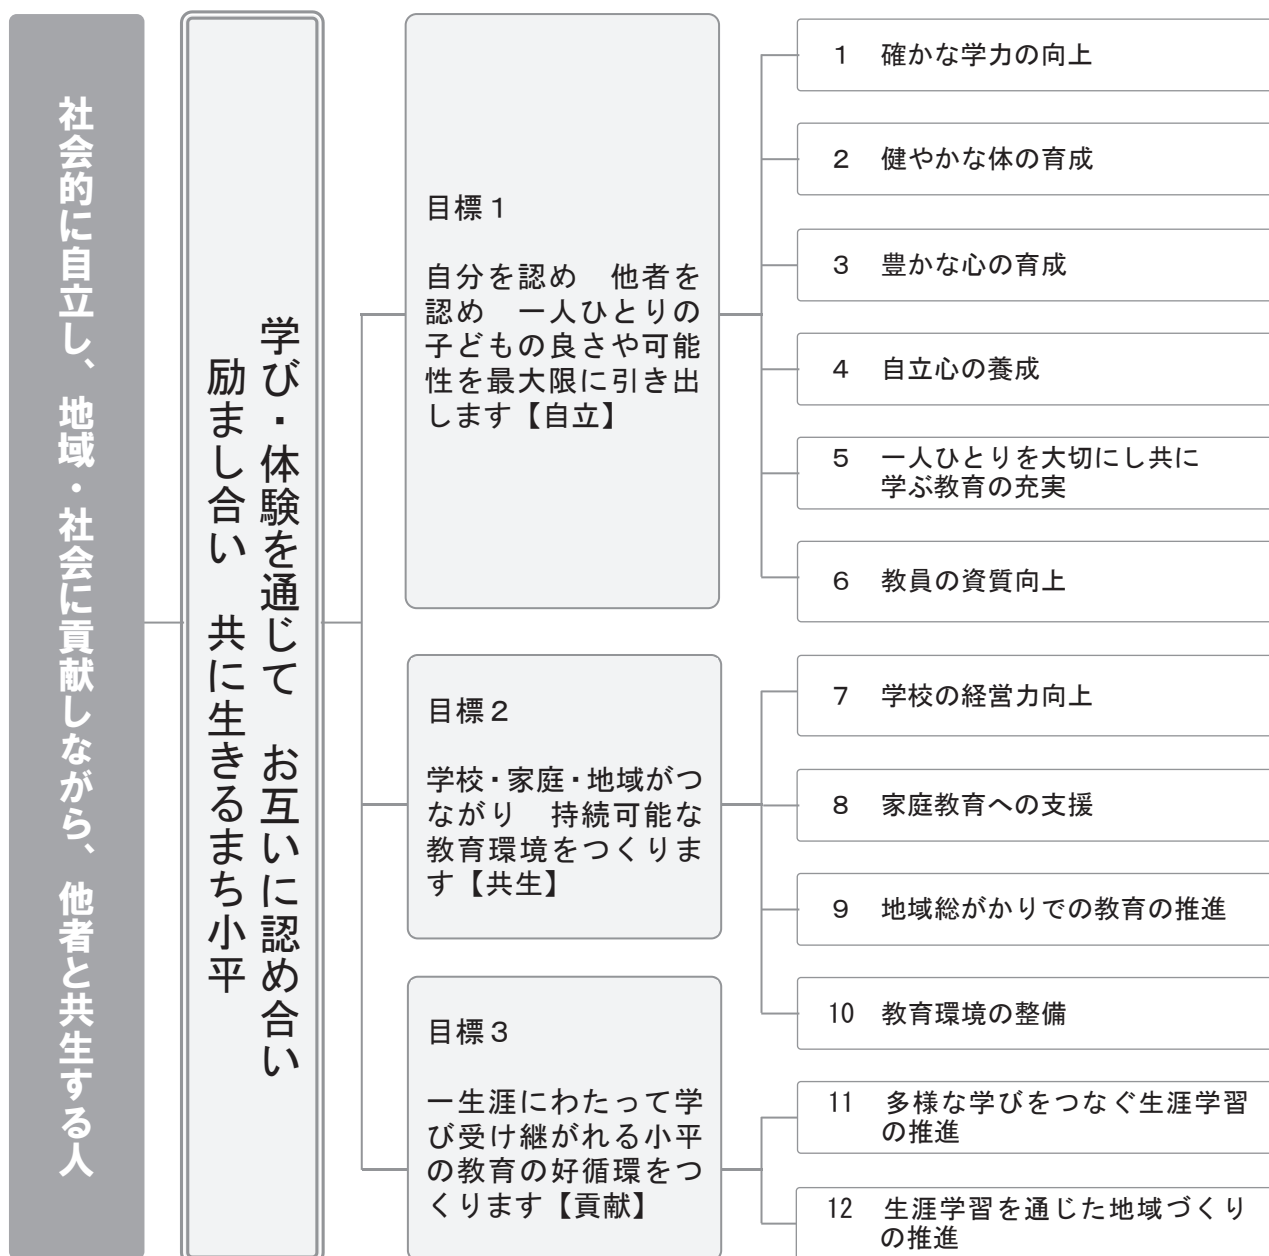 社会的に自立し、地域・社会に貢献しながら、他者と共生する人
学び・体験を通じて　お互いに認め合い
励まし合い　共に生きるまち小平
目標１
自分を認め　他者を
認め　一人ひとりの
子どもの良さや可能
性を最大限に引き出
します【自立】
1　確かな学力の向上
2　健やかな体の育成
3　豊かな心の育成
4　自立心の養成
5　一人ひとりを大切にし共に
学ぶ教育の充実
6　教員の資質向上
目標２
学校・家庭・地域がつ
ながり　持続可能な
教育環境をつくりま
す【共生】
7　学校の経営力向上
8　家庭教育への支援
9　地域総がかりでの教育の推進
10　教育環境の整備
目標３
一生涯にわたって学
び受け継がれる小平
の教育の好循環をつ
くります【貢献】
11　多様な学びをつなぐ生涯学習
の推進
12　生涯学習を通じた地域づくり
の推進